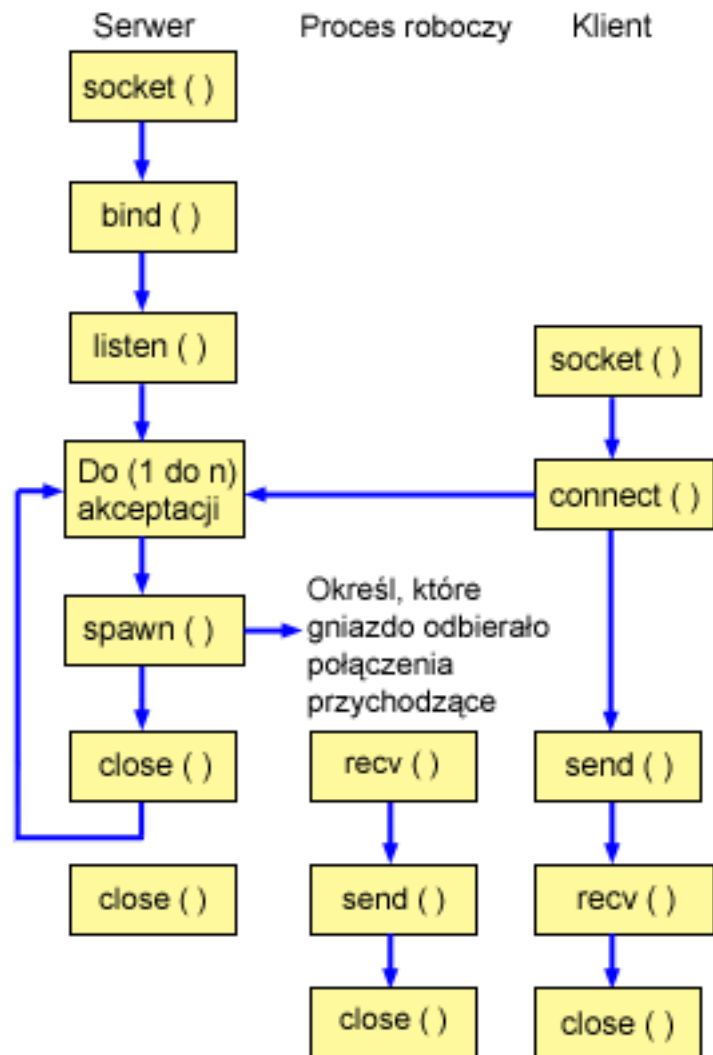 Serwer
Proces roboczy
Klient
socket ( )
bind ( )
listen ( )
socket ( )
Do (1 do n)
akceptacji
connect ( )
spawn ( )
Określ, które
gniazdo odbierało
połączenia
przychodzące
close ( )
recv ( )
send ( )
close ( )
send ( )
recv ( )
close ( )
close ( )